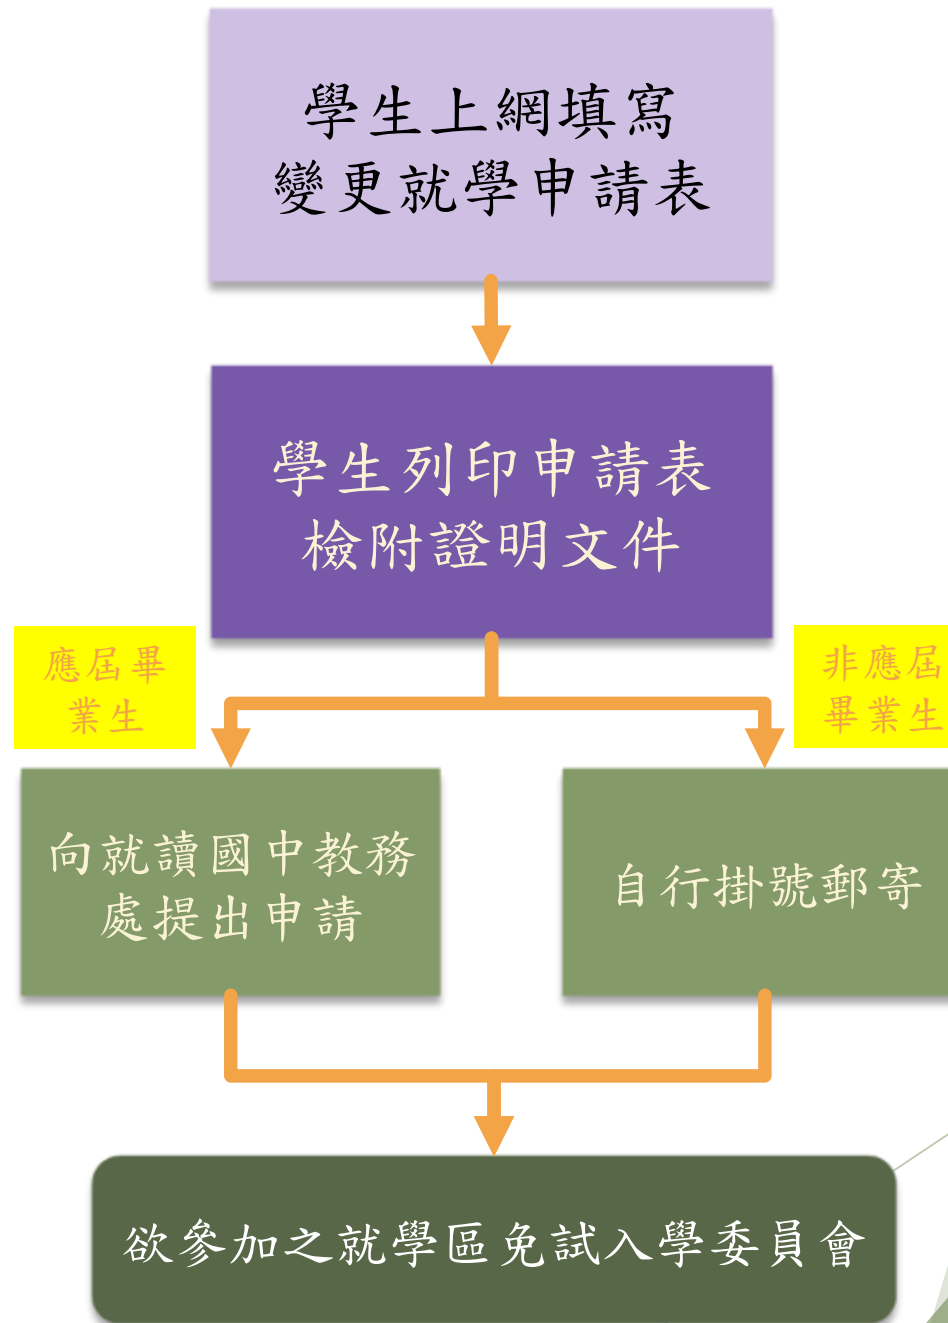 學生上網填寫
變更就學申請表
學生列印申請表
檢附證明文件
應屆畢
業生
非應屆
畢業生
向就讀國中教務
處提出申請
自行掛號郵寄
欲參加之就學區免試入學委員會